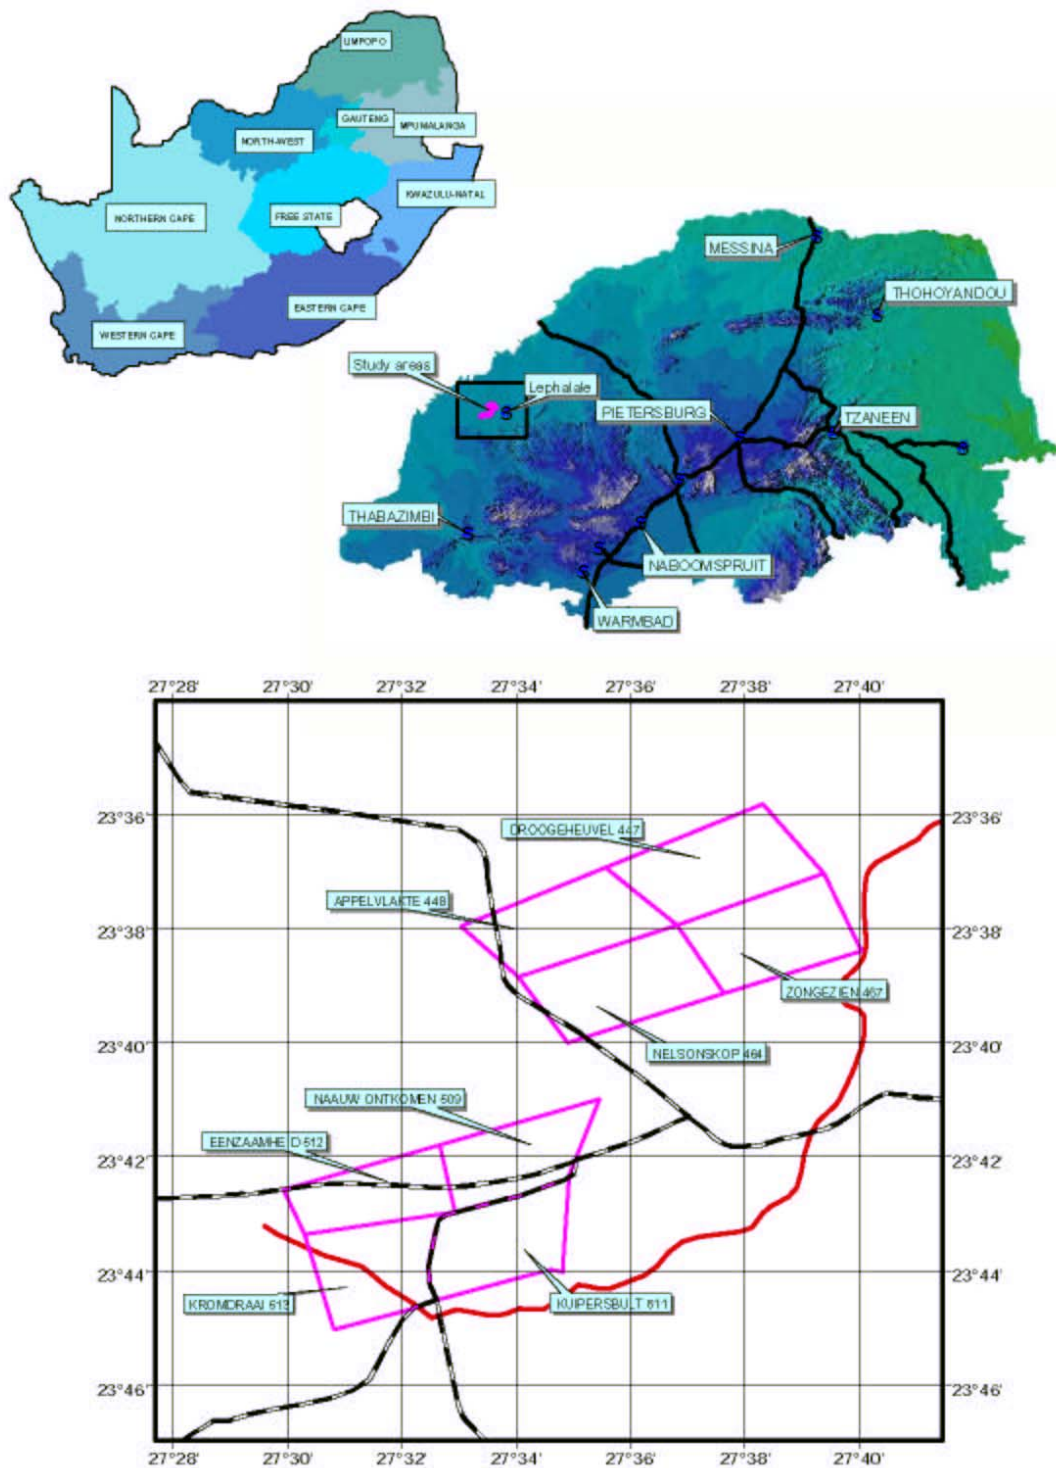 LIMPOPO
GAUTENG
MPUMALANGA
NORTH-WEST
KWAZULU-NATAL
NORTHERN CAPE
FREE STATE
EASTERN CAPE
WESTERN CAPE
MESSINA
THOHOYANDOU
Study areas
Lephalale
PIETERSBURG
TZANEEN
THABAZIMBI
NABOOMSPRUIT
WARMBAD
27°28' 27°30' 27°32' 27°34' 27°36' 27°38' 27°40'
23°36' 23°36'
DROOGEHEUVEL 447
APPELVLAKTE 448
23°38' 23°38'
ZONGEZIEN 467
23°40' 23°40'
NELSONSKOP 464
NAAUW ONTKOMEN 509
EENZAAMHEID 512
23°42' 23°42'
23°44' 23°44'
KROMDRAAI 513
KUIPERSBULT 511
23°46' 23°46'
27°28' 27°30' 27°32' 27°34' 27°36' 27°38' 27°40'